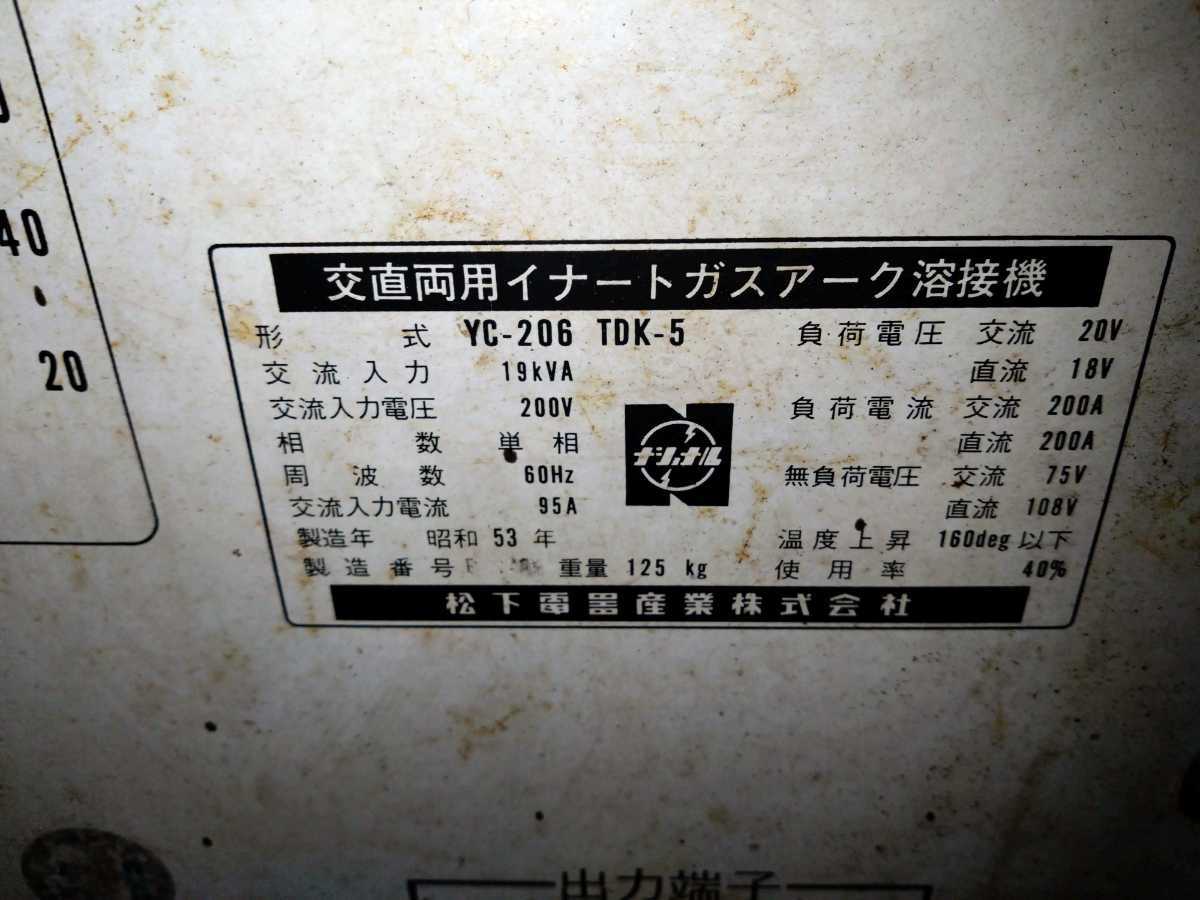 40
20
交直両用イナートガスアーク溶接機
形式 YC-206 TDK-5 負荷電圧 交流 20V
交流入力 19kVA 直流 18V
交流入力電圧 200V 負荷電流 交流 200A
相数 単相 直流 200A
ナショナル
周波数 60Hz 無負荷電圧 交流 75V
交流入力電流 95A 直流 108V
製造年 昭和 53 年 温度上昇 160deg 以下
製造番号 重量 125 kg 使用率 40%
松下電器産業株式会社
出力端子